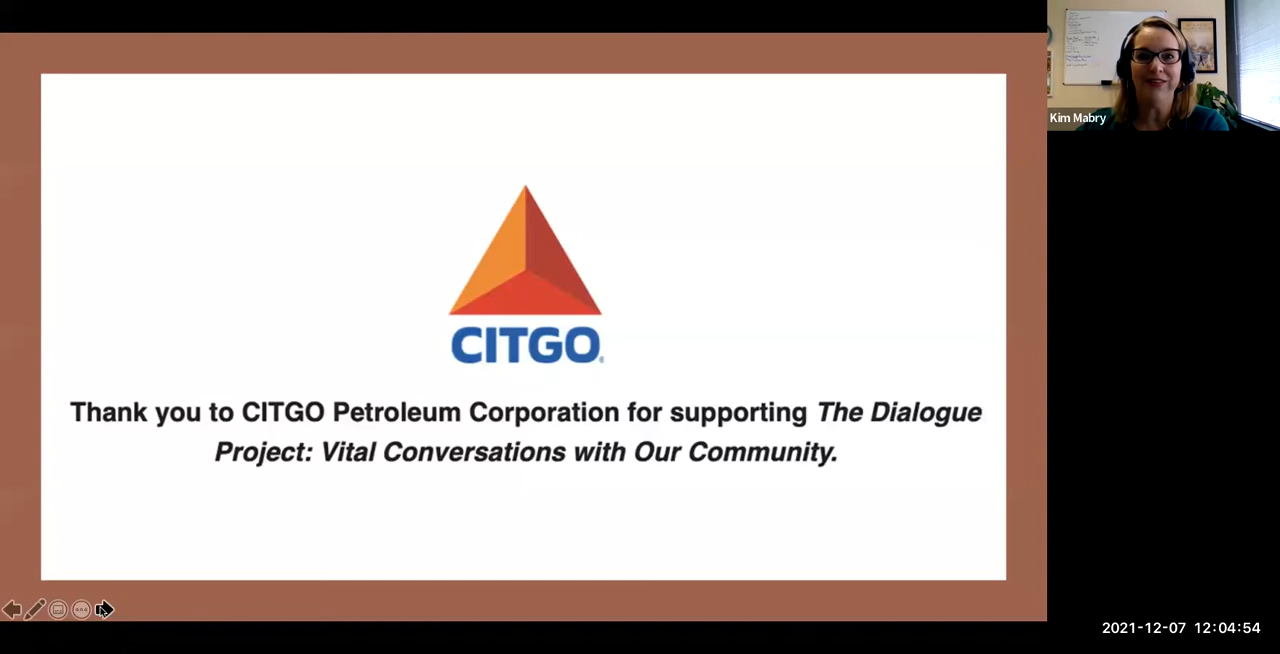 Kim Mabry
CITGO
Thank you to CITGO Petroleum Corporation for supporting The Dialogue
Project: Vital Conversations with Our Community.
2021-12-07 12:04:54